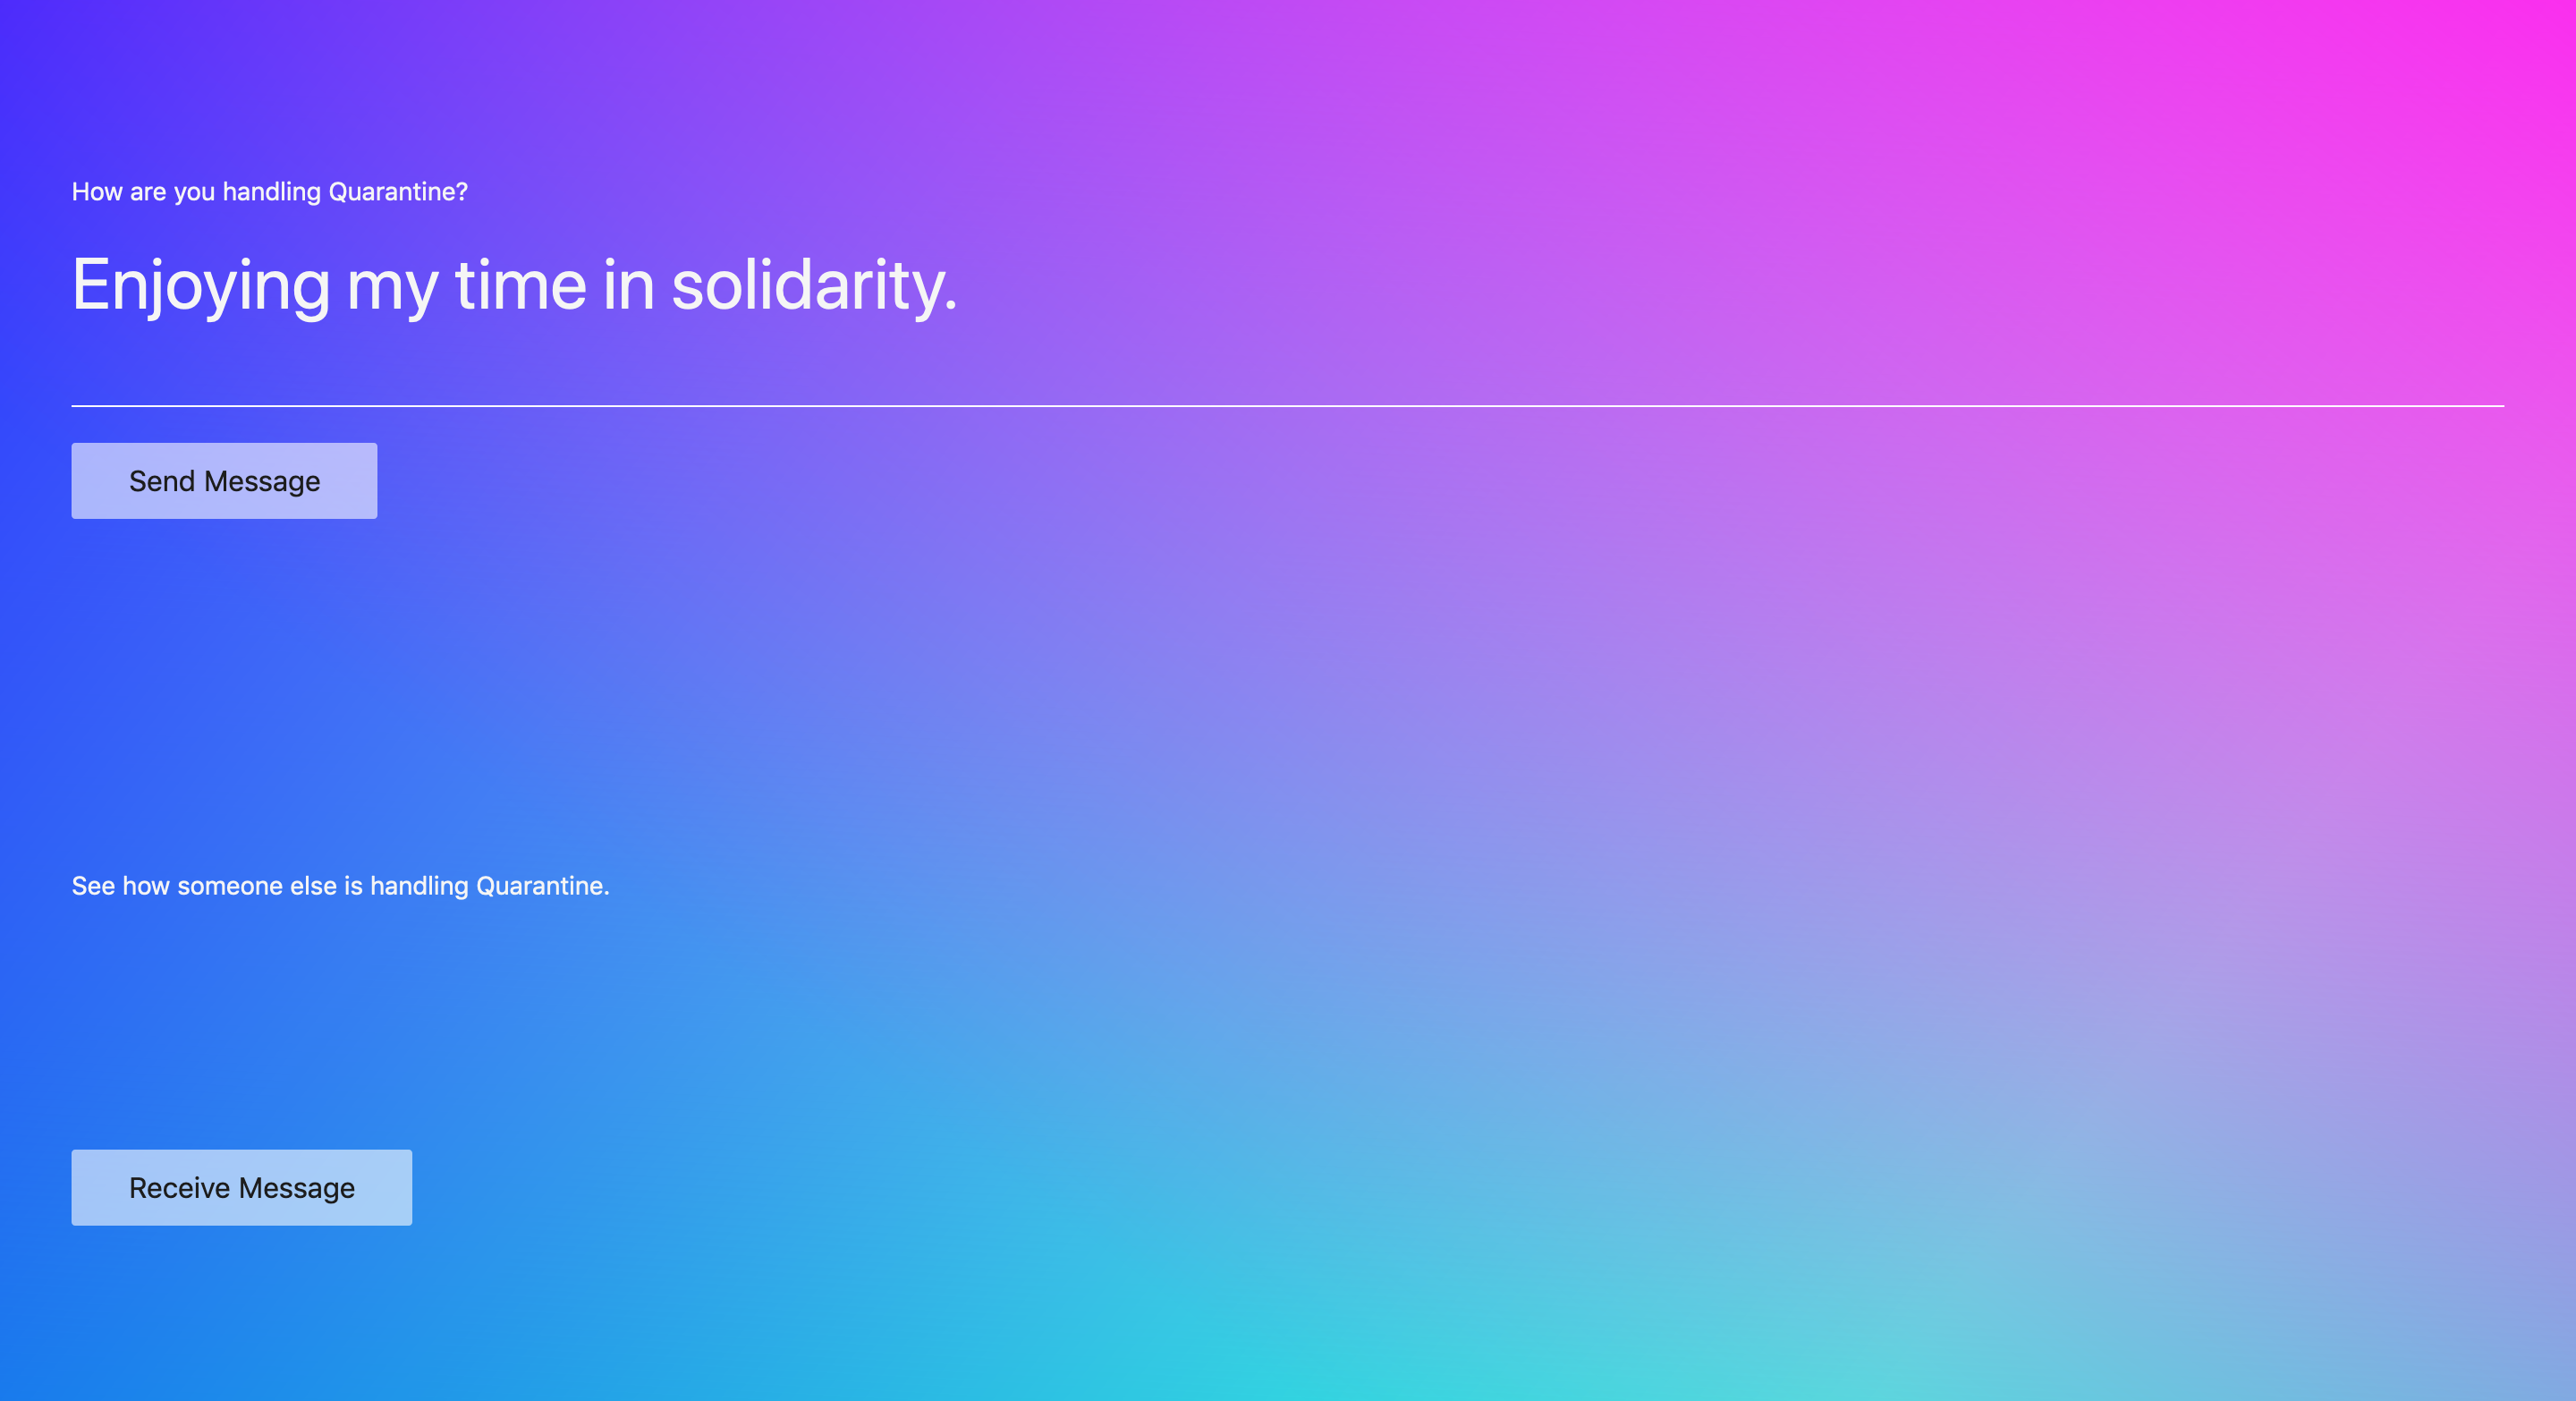 How are you handling Quarantine?
Enjoying my time in solidarity.
Send Message
See how someone else is handling Quarantine.
Receive Message